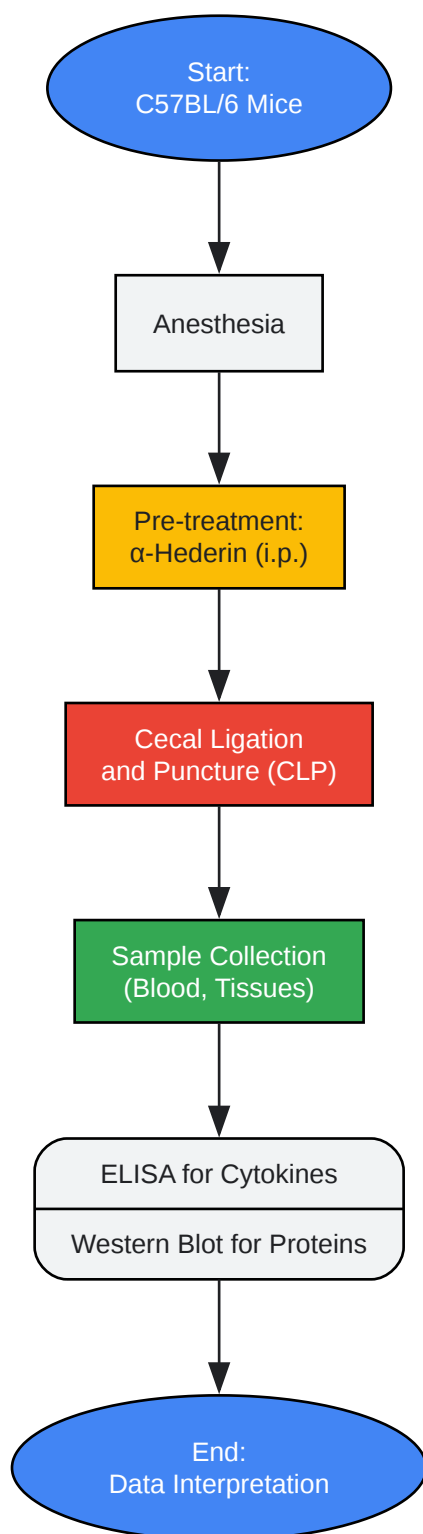 Start:
C57BL/6 Mice
Anesthesia
Pre-treatment:
α-Hederin (i.p.)
Cecal Ligation
and Puncture (CLP)
Sample Collection
(Blood, Tissues)
ELISA for Cytokines
Western Blot for Proteins
End:
Data Interpretation